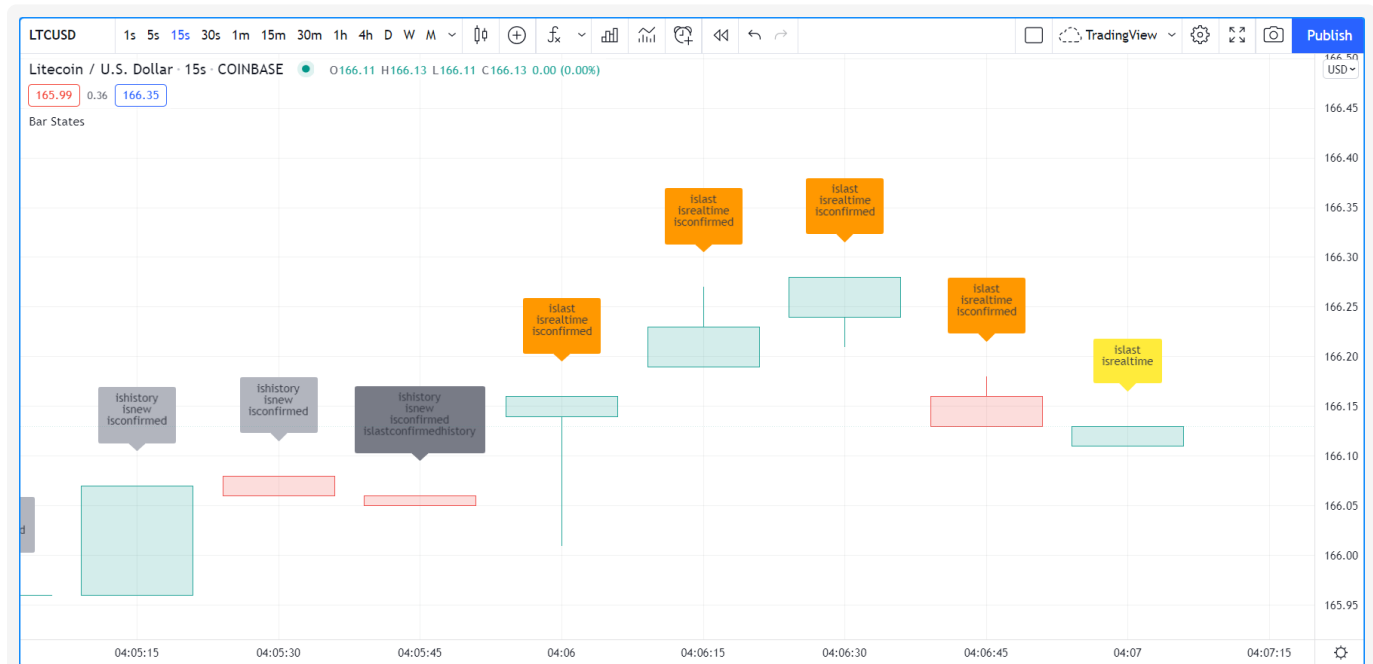 LTCUSD 1s 5s 15s 30s 1m 15m 30m 1h 4h D W M TradingView Publish
Litecoin / U.S. Dollar · 15s · COINBASE O166.11 H166.13 L166.11 C166.13 0.00 (0.00%)
165.99 0.36 166.35
Bar States
166.50
USD
166.45
166.40
166.35
166.30
166.25
166.20
166.15
166.10
166.05
166.00
165.95
d
ishistory
isnew
isconfirmed
ishistory
isnew
isconfirmed
ishistory
isnew
isconfirmed
islastconfirmedhistory
islast
isrealtime
isconfirmed
islast
isrealtime
isconfirmed
islast
isrealtime
isconfirmed
islast
isrealtime
isconfirmed
islast
isrealtime
04:05:15 04:05:30 04:05:45 04:06 04:06:15 04:06:30 04:06:45 04:07 04:07:15